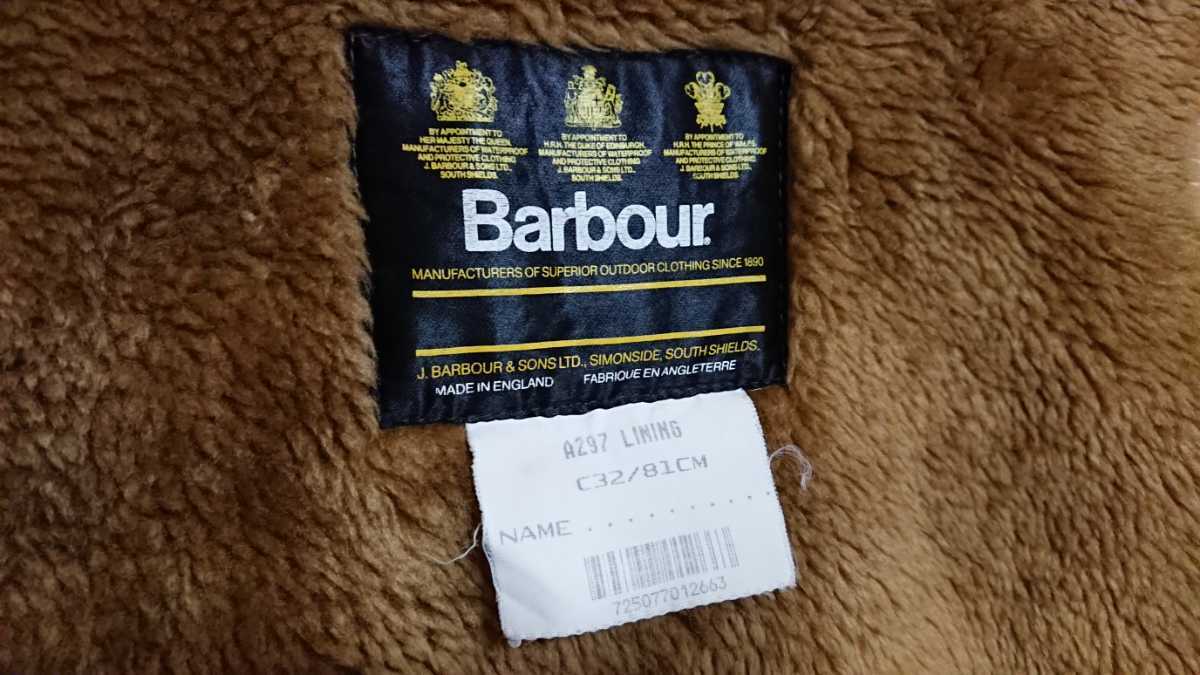 BY APPOINTMENT TO
HER MAJESTY THE QUEEN.
MANUFACTURERS OF WATERPROOF
AND PROTECTIVE CLOTHING
J. BARBOUR & SONS LTD.,
SOUTH SHIELDS.
BY APPOINTMENT TO
H.R.H. THE DUKE OF EDINBURGH.
MANUFACTURERS OF WATERPROOF
AND PROTECTIVE CLOTHING
J. BARBOUR & SONS LTD.,
SOUTH SHIELDS.
BY APPOINTMENT TO
H.R.H. THE PRINCE OF WALES
MANUFACTURERS OF WATERPROOF
AND PROTECTIVE CLOTHING
J. BARBOUR & SONS LTD.,
SOUTH SHIELDS.
Barbour®
MANUFACTURERS OF SUPERIOR OUTDOOR CLOTHING SINCE 1890
J. BARBOUR & SONS LTD., SIMONSIDE, SOUTH SHIELDS.
MADE IN ENGLAND FABRIQUE EN ANGLETERRE
A297 LINING
C32/81CM
NAME ..........
725077012663